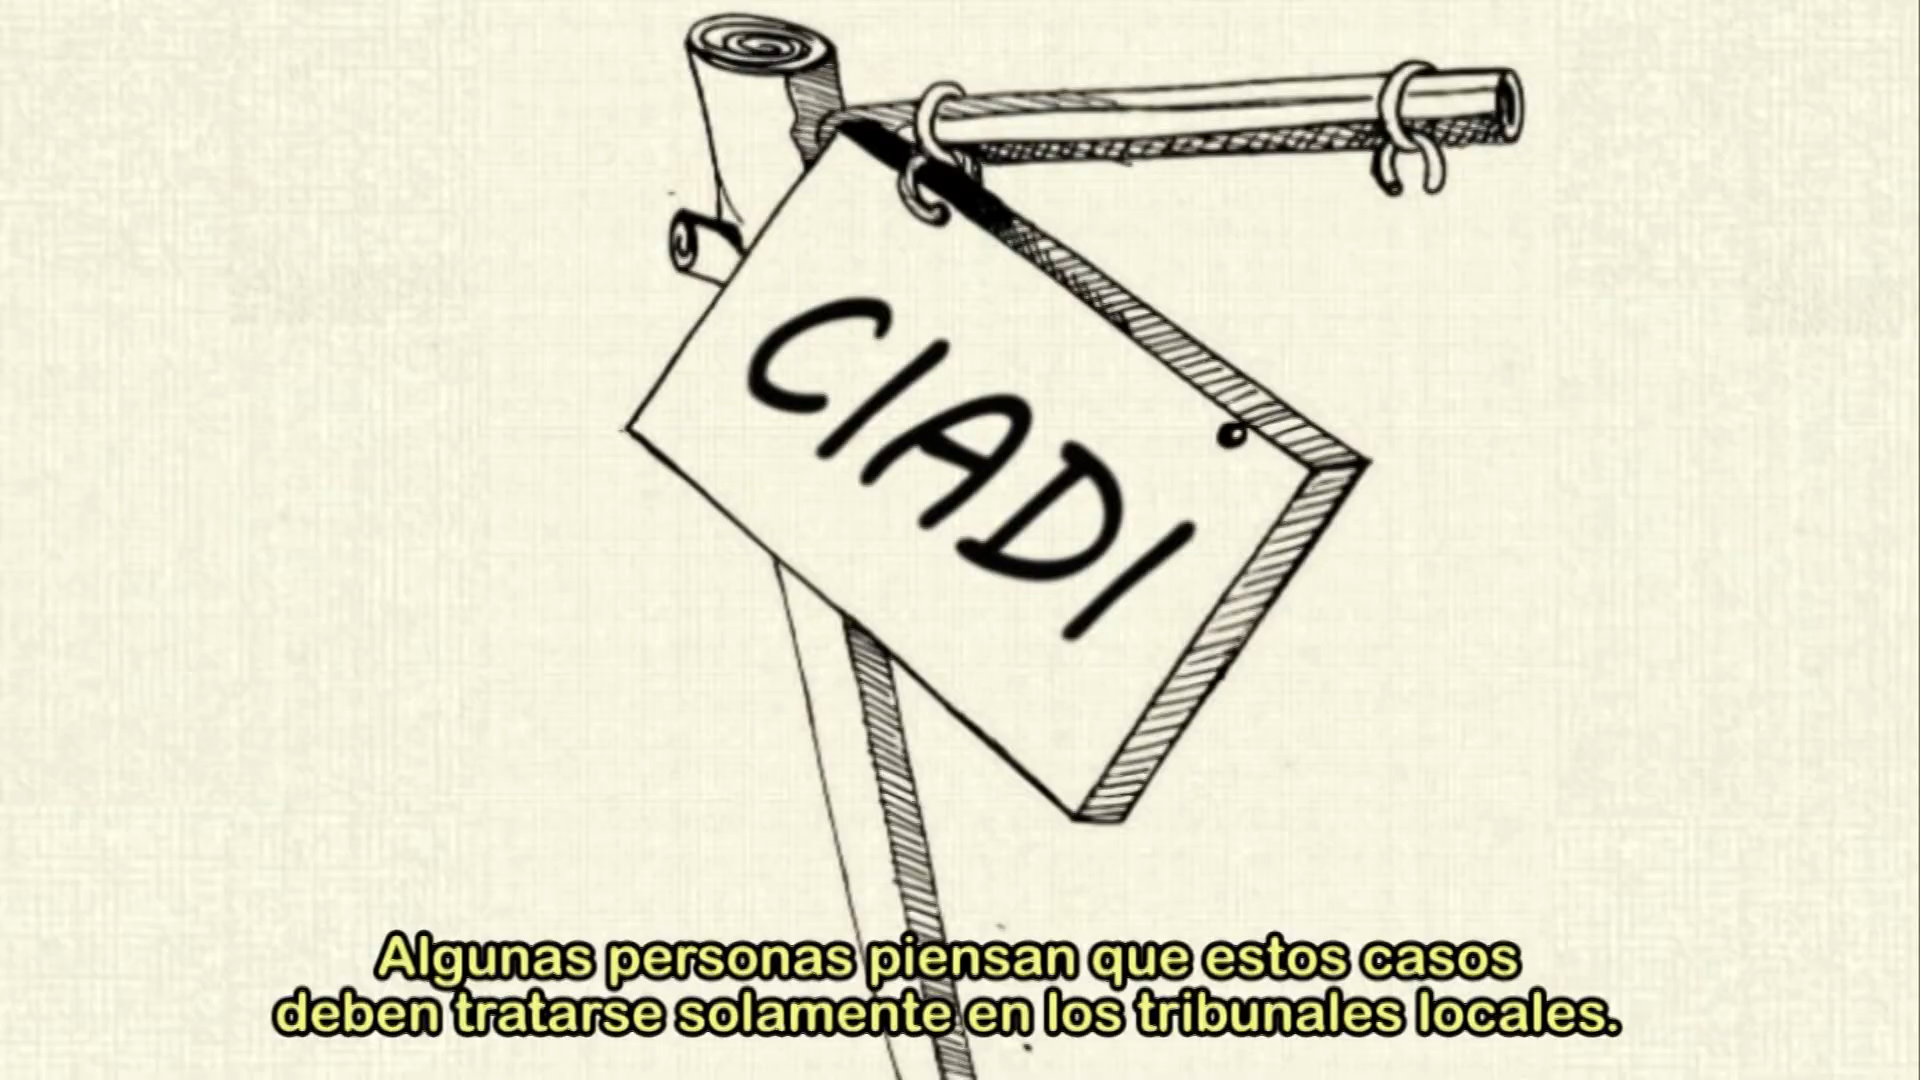 CIADI
Algunas personas piensan que estos casos
deben tratarse solamente en los tribunales locales.